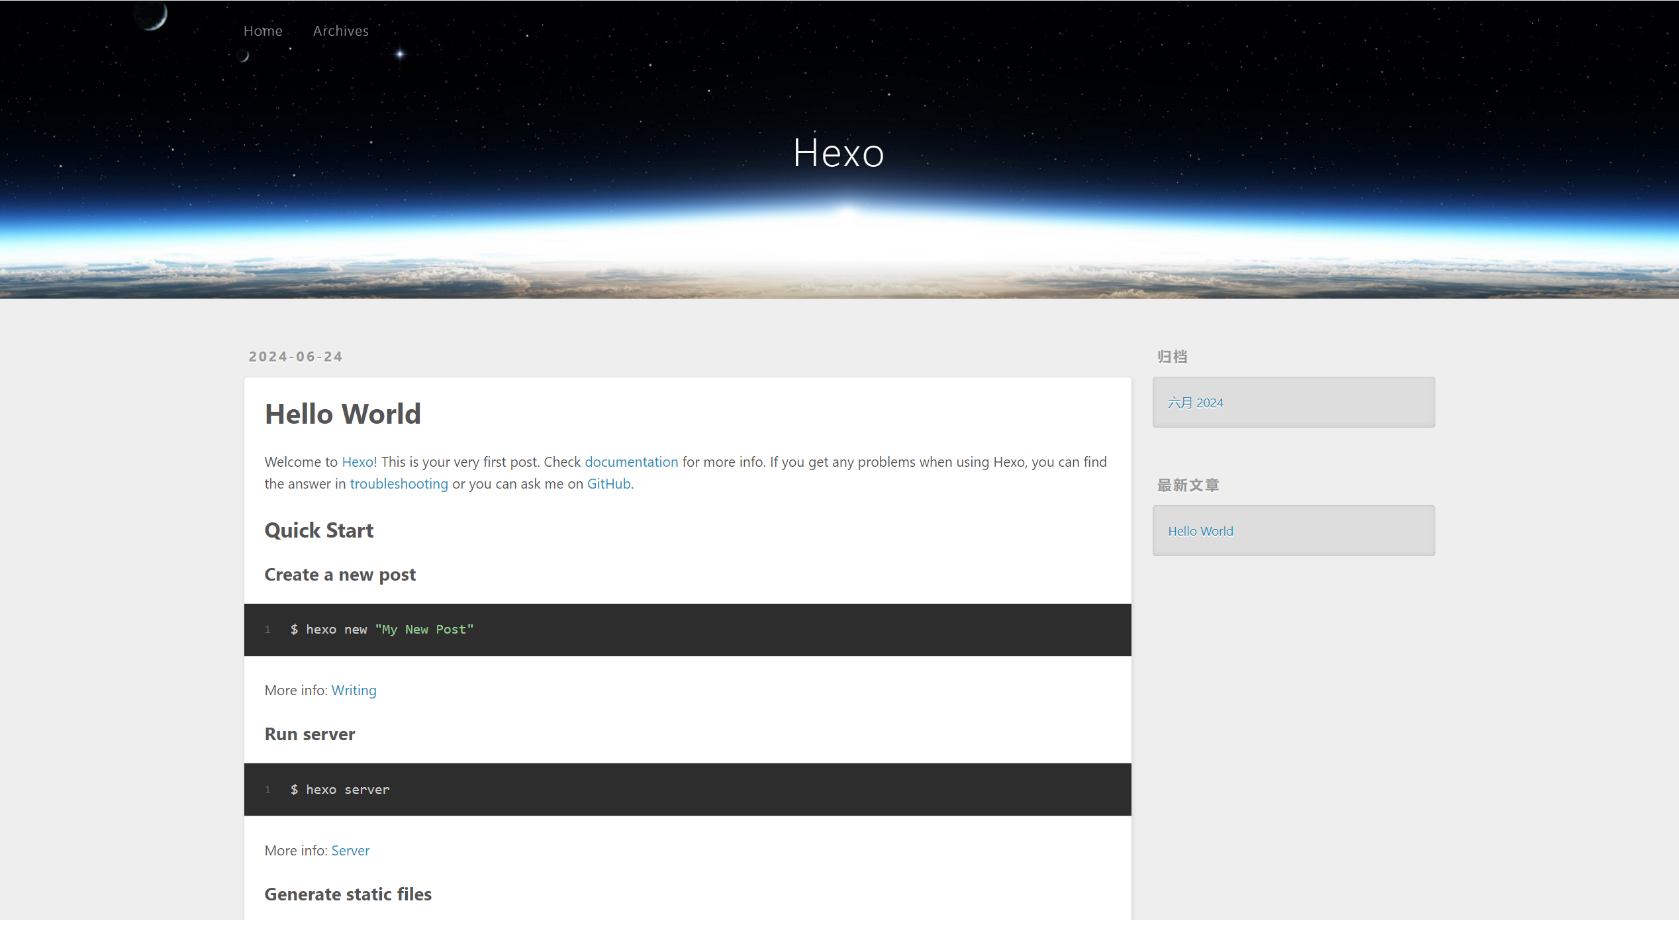 Home Archives
Hexo
2024-06-24
Hello World
Welcome to Hexo! This is your very first post. Check documentation for more info. If you get any problems when using Hexo, you can find
the answer in troubleshooting or you can ask me on GitHub.
Quick Start
Create a new post
1 $ hexo new "My New Post"
More info: Writing
Run server
1 $ hexo server
More info: Server
Generate static files
归档
六月 2024
最新文章
Hello World